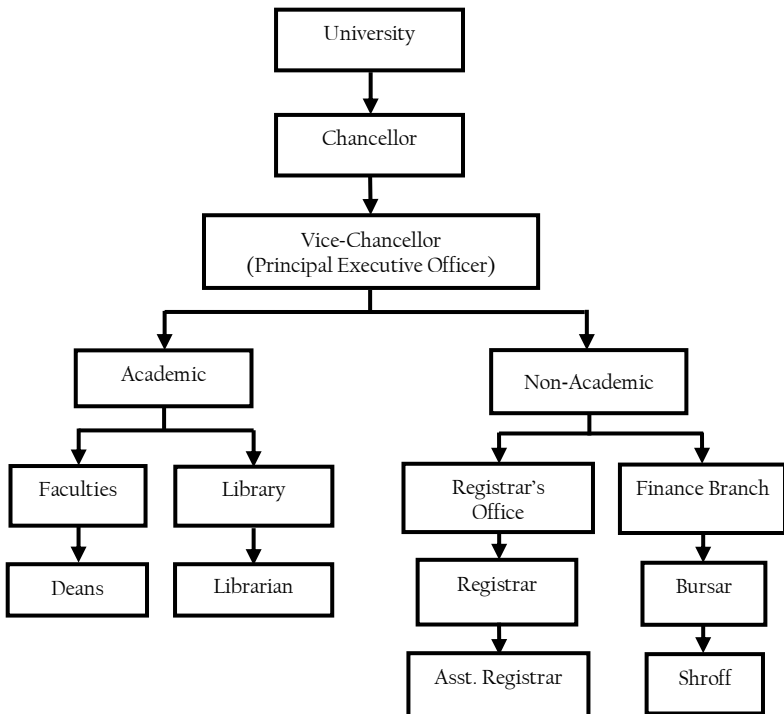 University
Chancellor
Vice-Chancellor
(Principal Executive Officer)
Academic
Non-Academic
Faculties
Library
Registrar's
Office
Finance Branch
Deans
Librarian
Registrar
Bursar
Asst. Registrar
Shroff